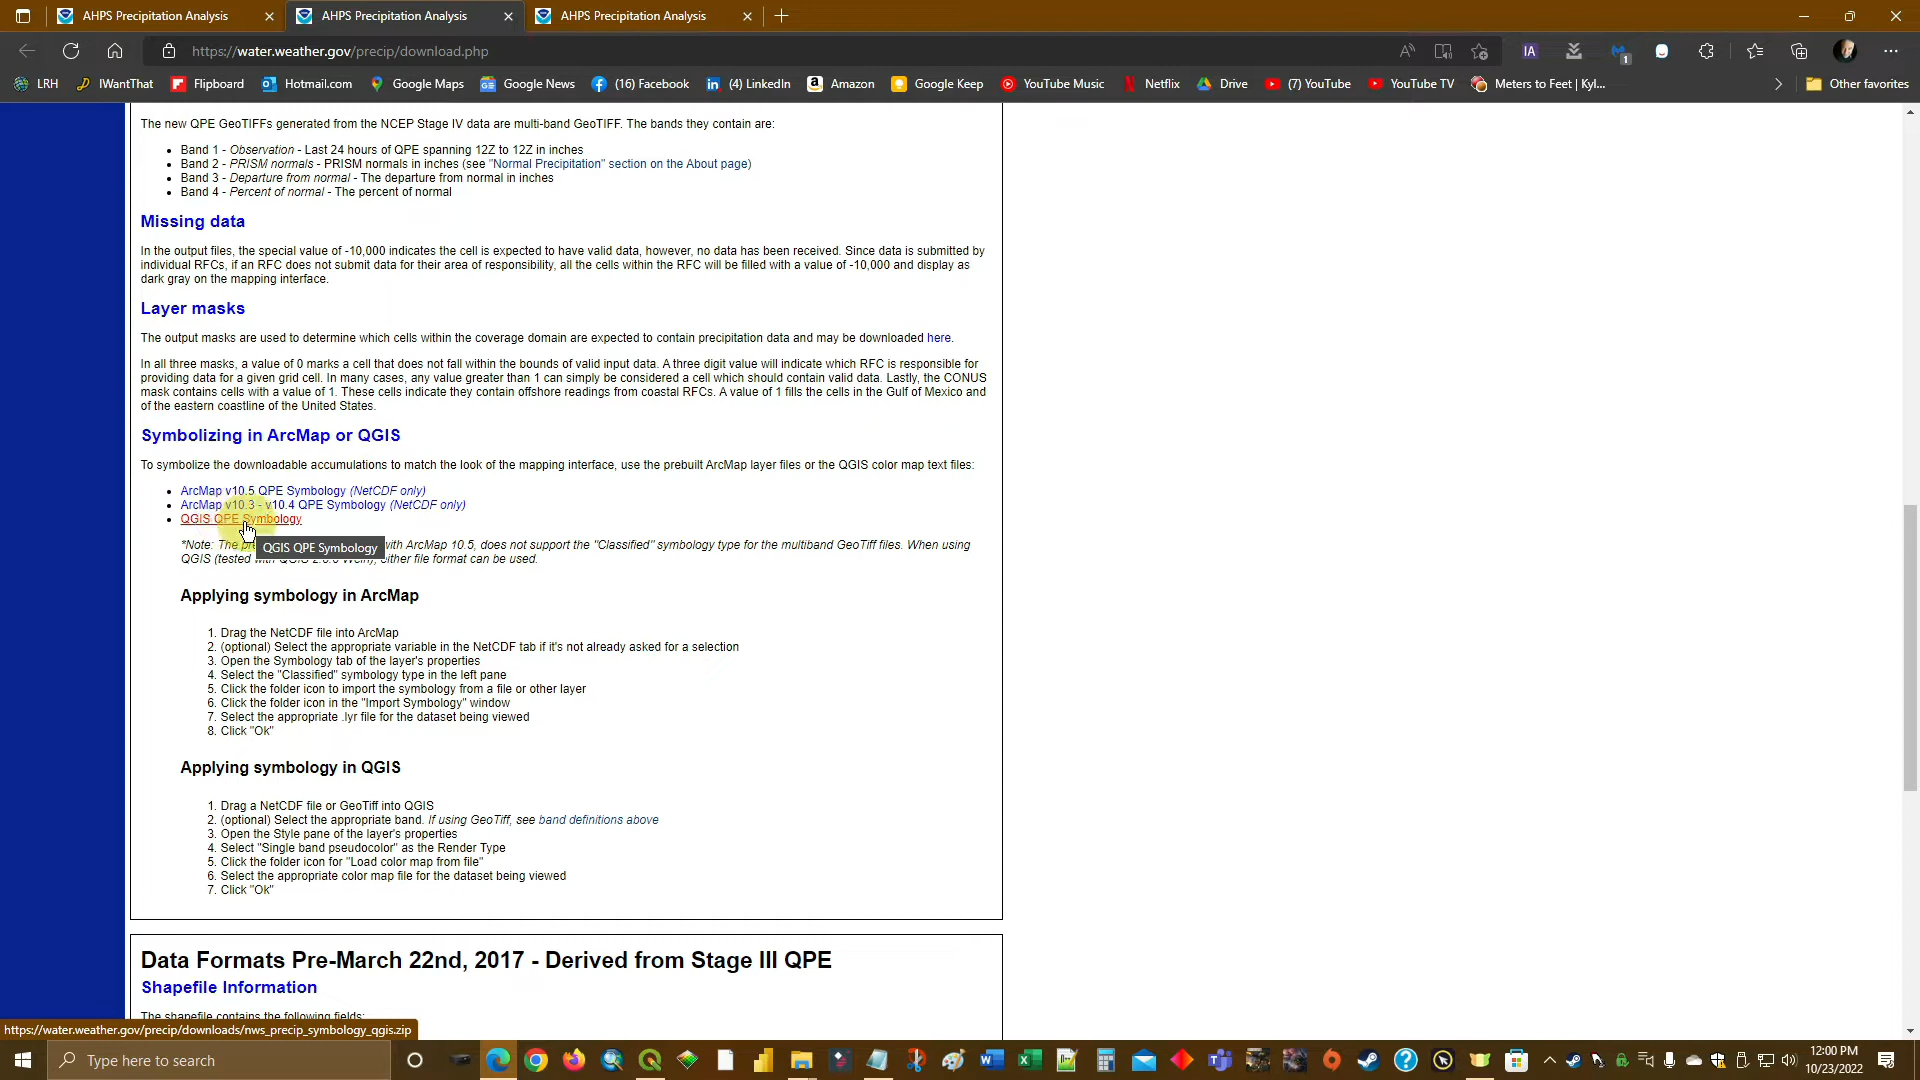 AHPS Precipitation Analysis
AHPS Precipitation Analysis
AHPS Precipitation Analysis
https://water.weather.gov/precip/download.php
IA
1
LRH
IWantThat
Flipboard
Hotmail.com
Google Maps
Google News
(16) Facebook
(4) LinkedIn
Amazon
Google Keep
YouTube Music
Netflix
Drive
(7) YouTube
YouTube TV
Meters to Feet | Kyl...
Other favorites
The new QPE GeoTIFFs generated from the NCEP Stage IV data are multi-band GeoTIFF. The bands they contain are:
• Band 1 - Observation - Last 24 hours of QPE spanning 12Z to 12Z in inches
• Band 2 - PRISM normals - PRISM normals in inches (see "Normal Precipitation" section on the About page)
• Band 3 - Departure from normal - The departure from normal in inches
• Band 4 - Percent of normal - The percent of normal
Missing data
In the output files, the special value of -10,000 indicates the cell is expected to have valid data, however, no data has been received. Since data is submitted by
individual RFCs, if an RFC does not submit data for their area of responsibility, all the cells within the RFC will be filled with a value of -10,000 and display as
dark gray on the mapping interface.
Layer masks
The output masks are used to determine which cells within the coverage domain are expected to contain precipitation data and may be downloaded here.
In all three masks, a value of 0 marks a cell that does not fall within the bounds of valid input data. A three digit value will indicate which RFC is responsible for
providing data for a given grid cell. In many cases, any value greater than 1 can simply be considered a cell which should contain valid data. Lastly, the CONUS
mask contains cells with a value of 1. These cells indicate they contain offshore readings from coastal RFCs. A value of 1 fills the cells in the Gulf of Mexico and
of the eastern coastline of the United States.
Symbolizing in ArcMap or QGIS
To symbolize the downloadable accumulations to match the look of the mapping interface, use the prebuilt ArcMap layer files or the QGIS color map text files:
• ArcMap v10.5 QPE Symbology (NetCDF only)
• ArcMap v10.3 - v10.4 QPE Symbology (NetCDF only)
• QGIS QPE Symbology
QGIS QPE Symbology
*Note: The with ArcMap 10.5, does not support the "Classified" symbology type for the multiband GeoTiff files. When using
QGIS (tested either file format can be used.
Applying symbology in ArcMap
1. Drag the NetCDF file into ArcMap
2. (optional) Select the appropriate variable in the NetCDF tab if it's not already asked for a selection
3. Open the Symbology tab of the layer's properties
4. Select the "Classified" symbology type in the left pane
5. Click the folder icon to import the symbology from a file or other layer
6. Click the folder icon in the "Import Symbology" window
7. Select the appropriate .lyr file for the dataset being viewed
8. Click "Ok"
Applying symbology in QGIS
1. Drag a NetCDF file or GeoTiff into QGIS
2. (optional) Select the appropriate band. If using GeoTiff, see band definitions above
3. Open the Style pane of the layer's properties
4. Select "Single band pseudocolor" as the Render Type
5. Click the folder icon for "Load color map from file"
6. Select the appropriate color map file for the dataset being viewed
7. Click "Ok"
Data Formats Pre-March 22nd, 2017 - Derived from Stage III QPE
Shapefile Information
The shapefile contains the following fields:
https://water.weather.gov/precip/downloads/nws_precip_symbology_qgis.zip
Type here to search
12:00 PM
10/23/2022